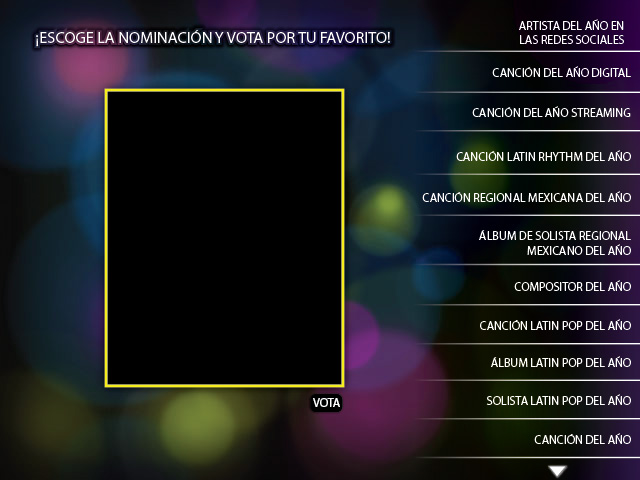 ¡ESCOGE LA NOMINACIÓN Y VOTA POR TU FAVORITO!
VOTA
ARTISTA DEL AÑO EN
LAS REDES SOCIALES
CANCIÓN DEL AÑO DIGITAL
CANCIÓN DEL AÑO STREAMING
CANCIÓN LATIN RHYTHM DEL AÑO
CANCIÓN REGIONAL MEXICANA DEL AÑO
ÁLBUM DE SOLISTA REGIONAL
MEXICANO DEL AÑO
COMPOSITOR DEL AÑO
CANCIÓN LATIN POP DEL AÑO
ÁLBUM LATIN POP DEL AÑO
SOLISTA LATIN POP DEL AÑO
CANCIÓN DEL AÑO